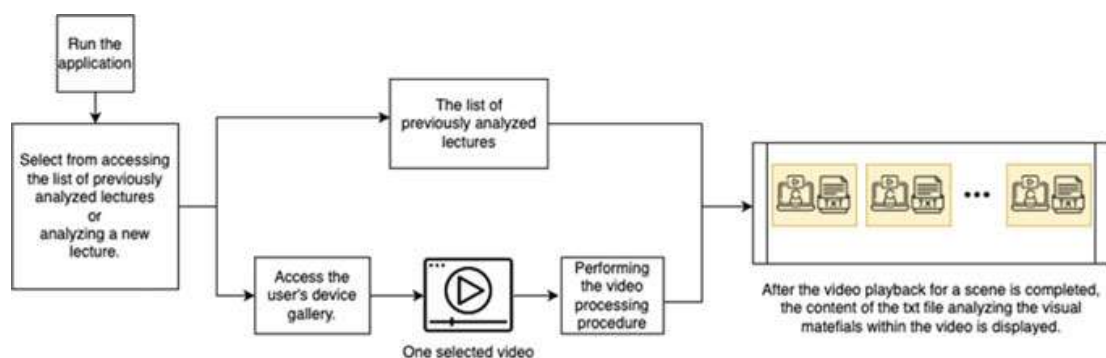 Run the
application
Select from accessing
the list of previously
analyzed lectures
or
analyzing a new
lecture.
The list of
previously analyzed
lectures
Access the
user's device
gallery.
One selected video
Performing
the video
processing
procedure
TXT
TXT
TXT
After the video playback for a scene is completed,
the content of the txt file analyzing the visual
matefials within the video is displayed.